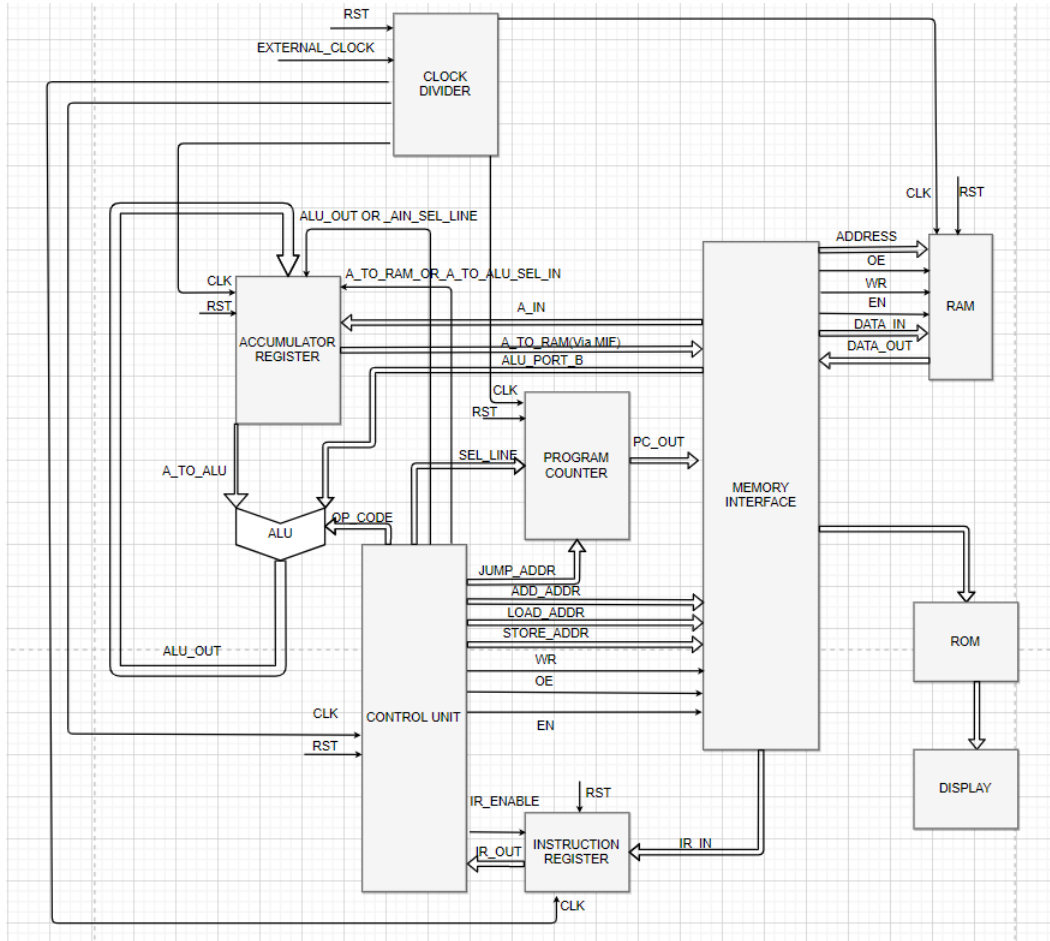 RST
EXTERNAL_CLOCK
CLOCK
DIVIDER
CLK
RST
ALU_OUT OR _AIN_SEL_LINE
ADDRESS
OE
WR
EN
DATA_IN
DATA_OUT
RAM
A_TO_RAM_OR_A_TO_ALU_SEL_IN
CLK
RST
A_IN
ACCUMULATOR
REGISTER
A_TO_RAM(Via MIF)
ALU_PORT_B
CLK
RST
PC_OUT
SEL_LINE
PROGRAM
COUNTER
A_TO_ALU
MEMORY
INTERFACE
OP_CODE
ALU
JUMP_ADDR
ADD_ADDR
LOAD_ADDR
STORE_ADDR
ALU_OUT
ROM
WR
OE
EN
CLK
CONTROL UNIT
RST
DISPLAY
IR_ENABLE
RST
INSTRUCTION
REGISTER
IR_OUT
IR_IN
CLK